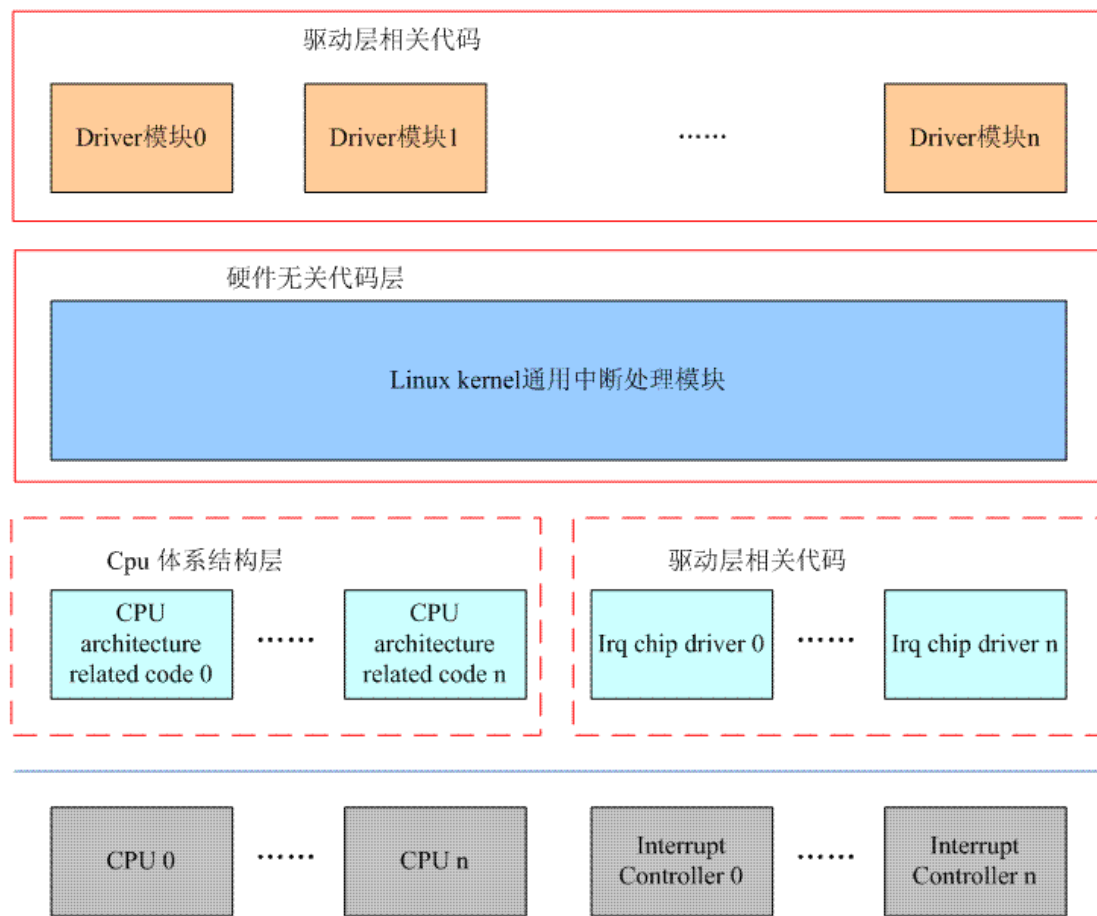 驱动层相关代码
Driver模块0
Driver模块1
……
Driver模块n
硬件无关代码层
Linux kernel通用中断处理模块
Cpu 体系结构层
CPU
architecture
related code 0
……
CPU
architecture
related code n
驱动层相关代码
Irq chip driver 0
……
Irq chip driver n
CPU 0
……
CPU n
Interrupt
Controller 0
……
Interrupt
Controller n